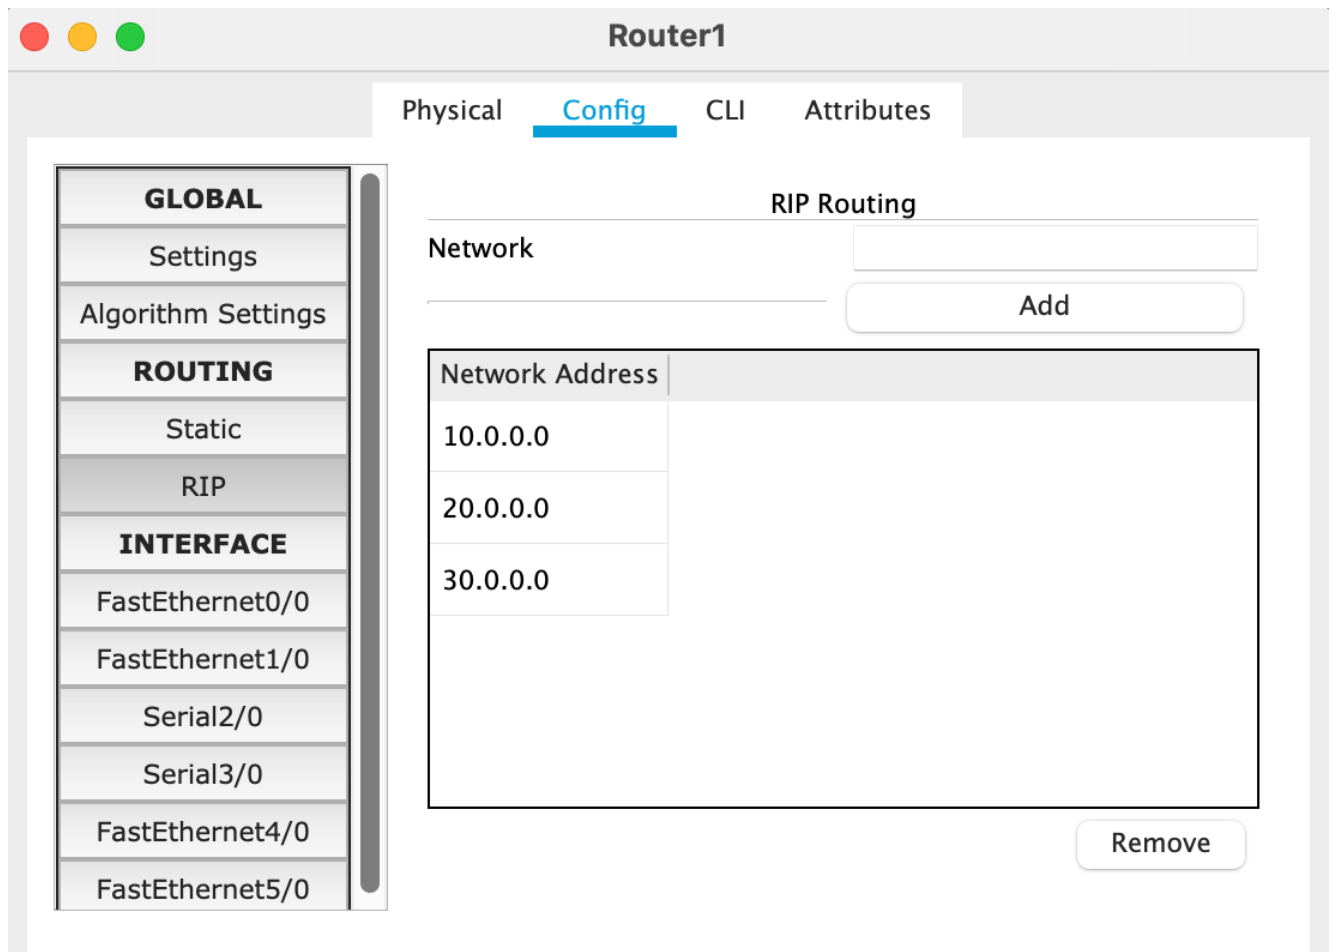 Router1
Physical Config CLI Attributes
GLOBAL
Settings
Algorithm Settings
ROUTING
Static
RIP
INTERFACE
FastEthernet0/0
FastEthernet1/0
Serial2/0
Serial3/0
FastEthernet4/0
FastEthernet5/0
RIP Routing
Network
Add
Network Address
10.0.0.0
20.0.0.0
30.0.0.0
Remove